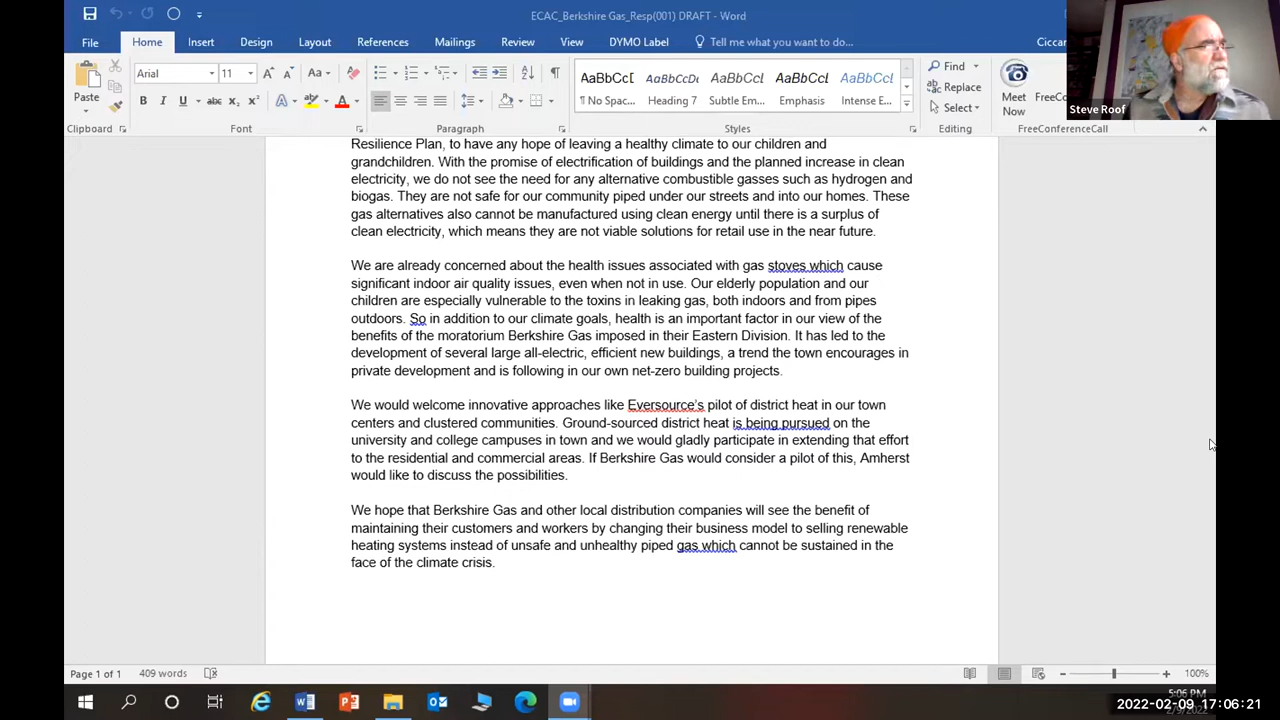 ECAC_Berkshire Gas_Resp(001) DRAFT - Word
File Home Insert Design Layout References Mailings Review View DYMO Label Tell me what you want to do... Ciccar
Steve Roof
Paste
Arial 11
Aa
B I U abc x₂ x² A A
AaBbCcI AaBbCcD AaBbCcI AaBbCcI AaBbCcI
¶ No Spac... Heading 7 Subtle Em... Emphasis Intense E...
Find
Replace
Select
Meet Now
FreeC
Clipboard Font Paragraph Styles Editing FreeConferenceCall
Resilience Plan, to have any hope of leaving a healthy climate to our children and
grandchildren. With the promise of electrification of buildings and the planned increase in clean
electricity, we do not see the need for any alternative combustible gasses such as hydrogen and
biogas. They are not safe for our community piped under our streets and into our homes. These
gas alternatives also cannot be manufactured using clean energy until there is a surplus of
clean electricity, which means they are not viable solutions for retail use in the near future.
We are already concerned about the health issues associated with gas stoves which cause
significant indoor air quality issues, even when not in use. Our elderly population and our
children are especially vulnerable to the toxins in leaking gas, both indoors and from pipes
outdoors. So in addition to our climate goals, health is an important factor in our view of the
benefits of the moratorium Berkshire Gas imposed in their Eastern Division. It has led to the
development of several large all-electric, efficient new buildings, a trend the town encourages in
private development and is following in our own net-zero building projects.
We would welcome innovative approaches like Eversource's pilot of district heat in our town
centers and clustered communities. Ground-sourced district heat is being pursued on the
university and college campuses in town and we would gladly participate in extending that effort
to the residential and commercial areas. If Berkshire Gas would consider a pilot of this, Amherst
would like to discuss the possibilities.
We hope that Berkshire Gas and other local distribution companies will see the benefit of
maintaining their customers and workers by changing their business model to selling renewable
heating systems instead of unsafe and unhealthy piped gas which cannot be sustained in the
face of the climate crisis.
Page 1 of 1 409 words 100%
5:06 PM
2022-02-09 17:06:21